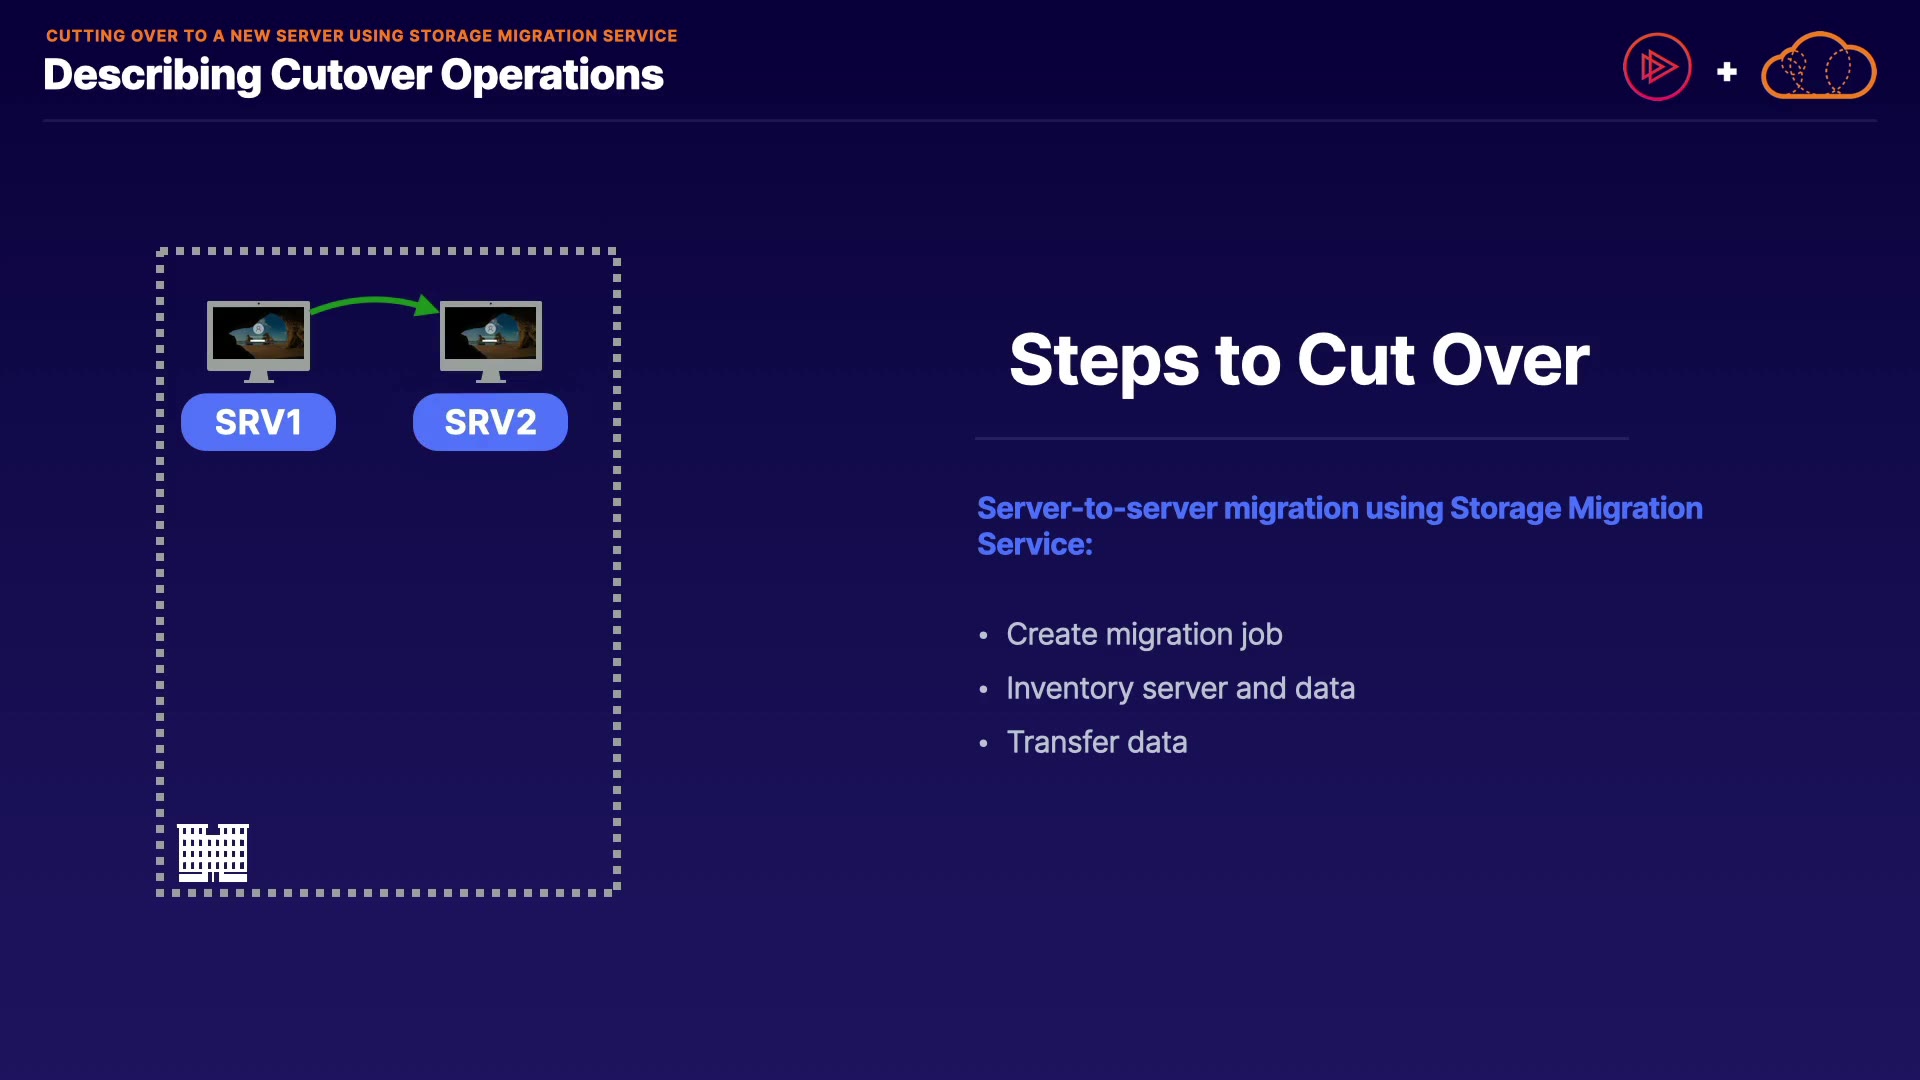 CUTTING OVER TO A NEW SERVER USING STORAGE MIGRATION SERVICE
Describing Cutover Operations
+
SRV1
SRV2
Steps to Cut Over
Server-to-server migration using Storage Migration
Service:
• Create migration job
• Inventory server and data
• Transfer data